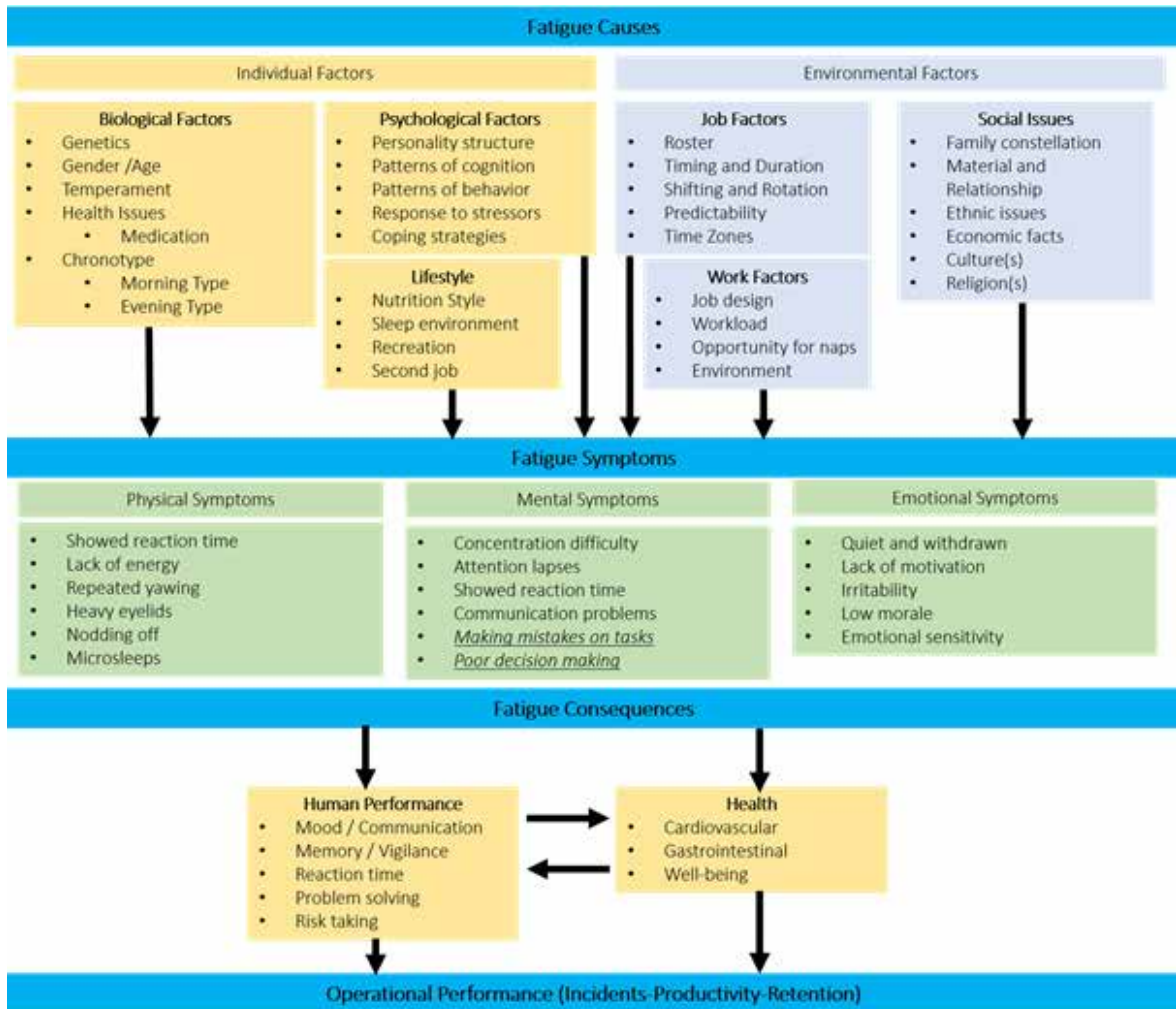 Fatigue Causes
Individual Factors
Environmental Factors
Biological Factors
• Genetics
• Gender /Age
• Temperament
• Health Issues
• Medication
• Chronotype
• Morning Type
• Evening Type
Psychological Factors
• Personality structure
• Patterns of cognition
• Patterns of behavior
• Response to stressors
• Coping strategies
Lifestyle
• Nutrition Style
• Sleep environment
• Recreation
• Second job
Job Factors
• Roster
• Timing and Duration
• Shifting and Rotation
• Predictability
• Time Zones
Work Factors
• Job design
• Workload
• Opportunity for naps
• Environment
Social Issues
• Family constellation
• Material and
Relationship
• Ethnic issues
• Economic facts
• Culture(s)
• Religion(s)
Fatigue Symptoms
Physical Symptoms
• Showed reaction time
• Lack of energy
• Repeated yawing
• Heavy eyelids
• Nodding off
• Microsleeps
Mental Symptoms
• Concentration difficulty
• Attention lapses
• Showed reaction time
• Communication problems
• Making mistakes on tasks
• Poor decision making
Emotional Symptoms
• Quiet and withdrawn
• Lack of motivation
• Irritability
• Low morale
• Emotional sensitivity
Fatigue Consequences
Human Performance
• Mood / Communication
• Memory / Vigilance
• Reaction time
• Problem solving
• Risk taking
Health
• Cardiovascular
• Gastrointestinal
• Well-being
Operational Performance (Incidents-Productivity-Retention)